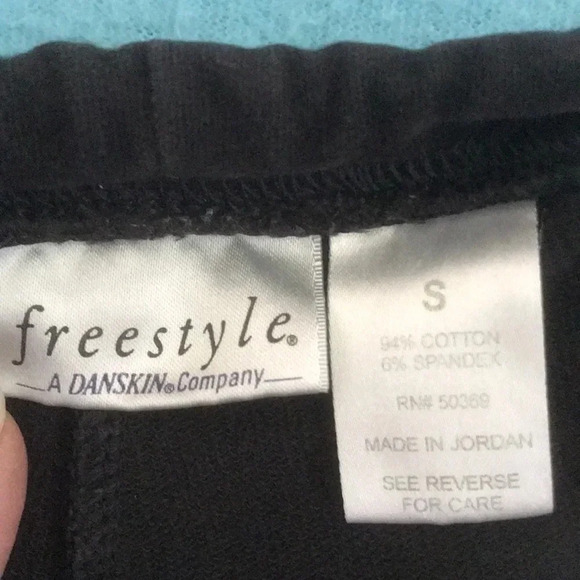 freestyle®
A DANSKIN® Company
S
94% COTTON
6% SPANDEX
RN# 50369
MADE IN JORDAN
SEE REVERSE
FOR CARE